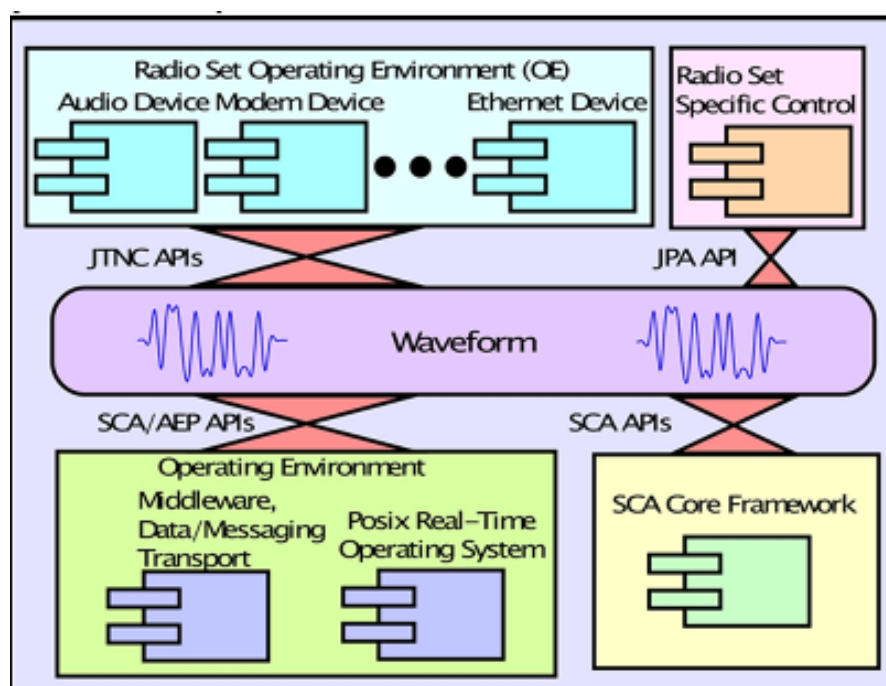 Radio Set Operating Environment (OE)
Audio Device Modem Device
Ethernet Device
Radio Set
Specific Control
JTNC APIs
JPA API
Waveform
SCA/AEP APIs
SCA APIs
Operating Environment
Middleware,
Data/Messaging
Transport
Posix Real-Time
Operating System
SCA Core Framework